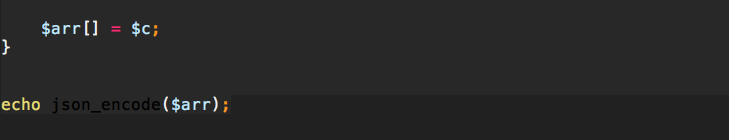 $arr[] = $c;
}
echo json_encode($arr);